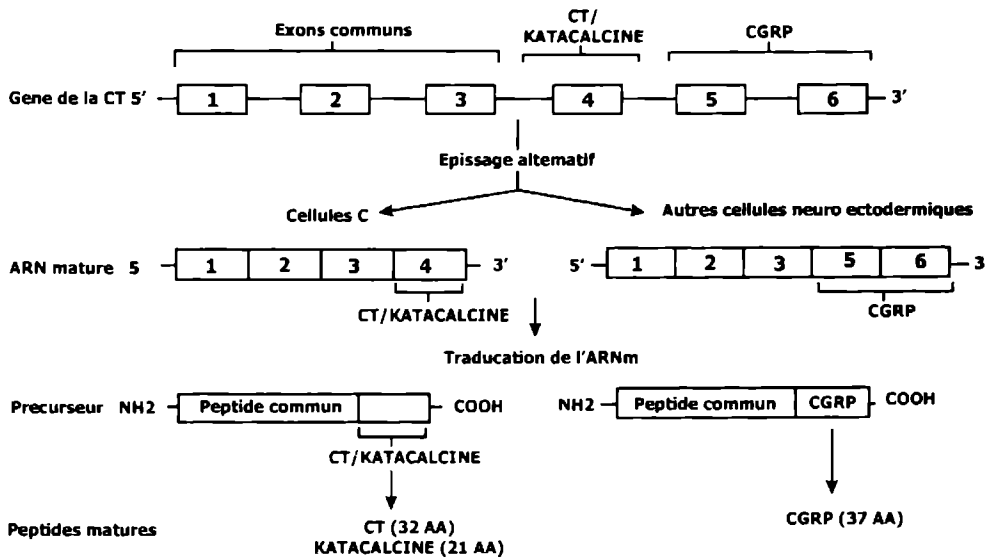 CT/
Exons communs KATACALCINE CGRP
Gene de la CT 5' 1 2 3 4 5 6 3'
Epissage altematif
Cellules C Autres cellules neuro ectodermiques
ARN mature 5 1 2 3 4 3' 5' 1 2 3 5 6 3
CT/KATACALCINE CGRP
Traducation de l'ARNm
Precurseur NH2 Peptide commun COOH NH2 Peptide commun CGRP COOH
CT/KATACALCINE
Peptides matures CT (32 AA) CGRP (37 AA)
KATACALCINE (21 AA)